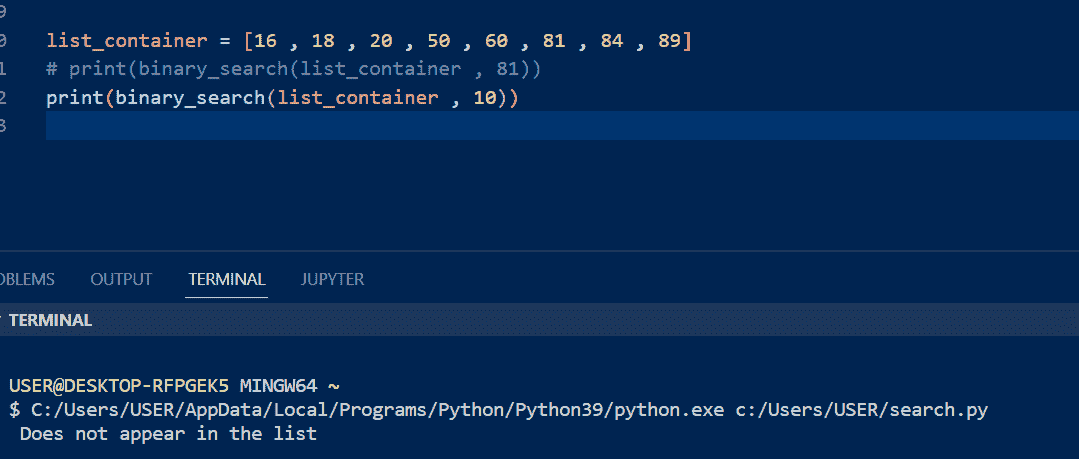 9
0 list_container = [16 , 18 , 20 , 50 , 60 , 81 , 84 , 89]
1 # print(binary_search(list_container , 81))
2 print(binary_search(list_container , 10))
3
OBLEMS OUTPUT TERMINAL JUPYTER
TERMINAL
USER@DESKTOP-RFPGEK5 MINGW64 ~
$ C:/Users/USER/AppData/Local/Programs/Python/Python39/python.exe c:/Users/USER/search.py
Does not appear in the list